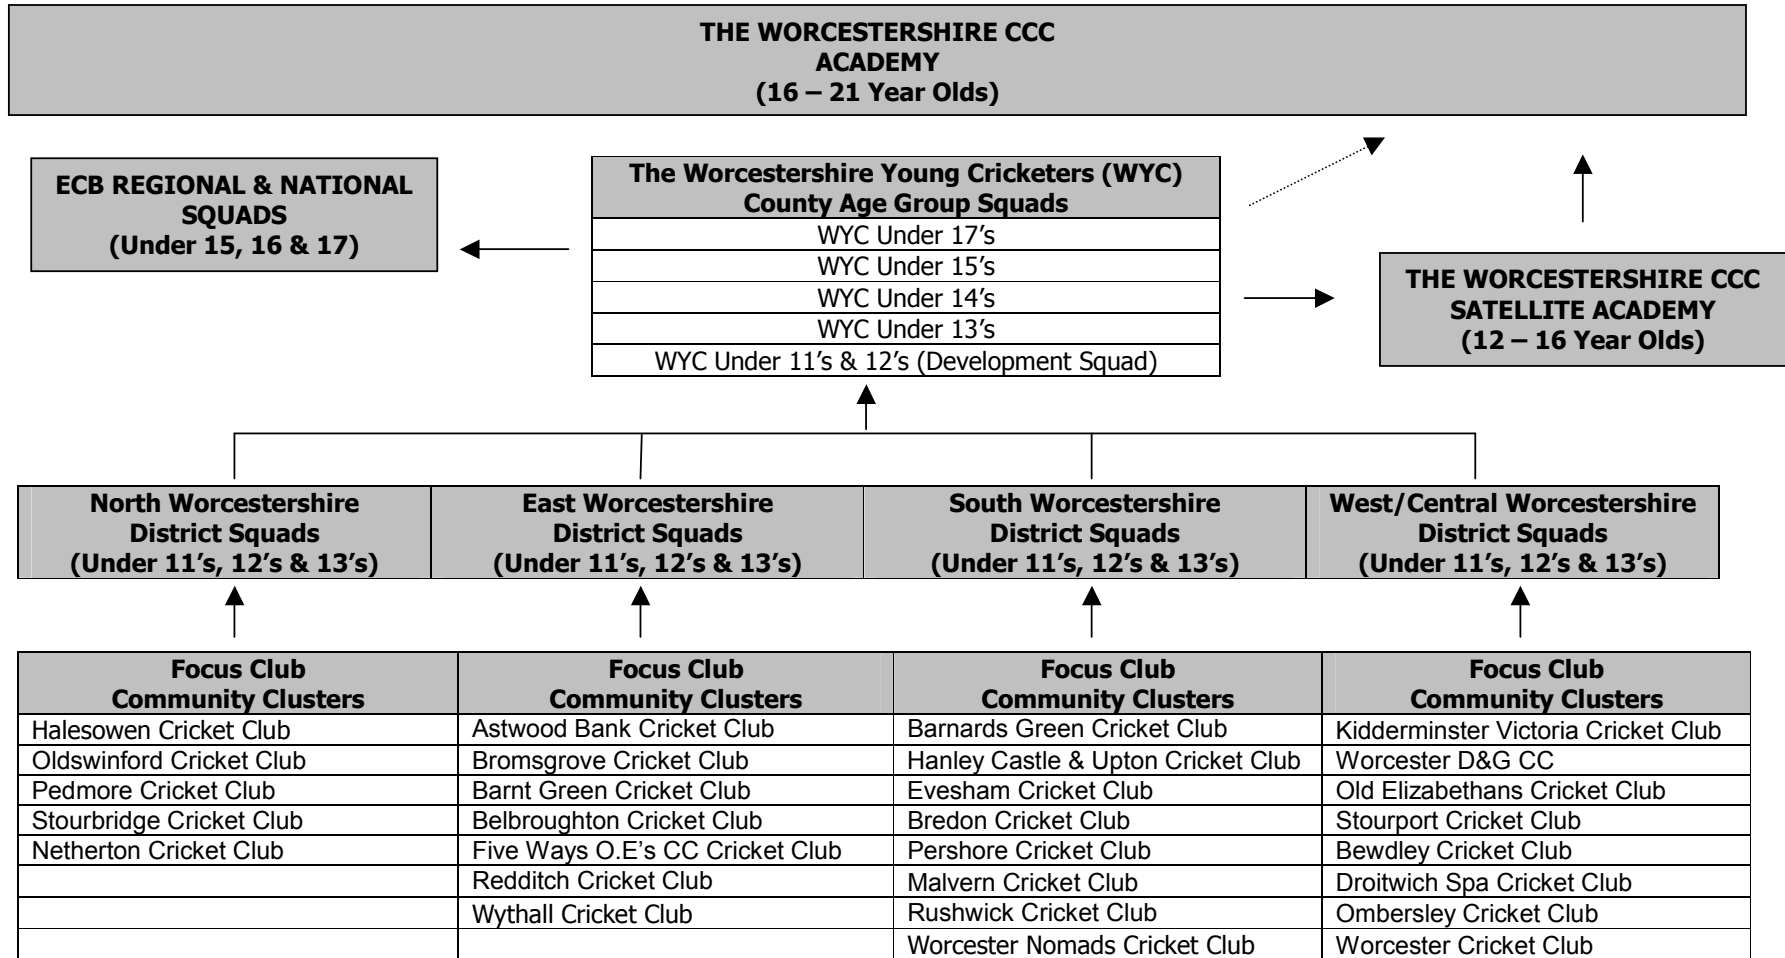 THE WORCESTERSHIRE CCC
ACADEMY
(16 – 21 Year Olds)
ECB REGIONAL & NATIONAL
SQUADS
(Under 15, 16 & 17)
The Worcestershire Young Cricketers (WYC)
County Age Group Squads
WYC Under 17’s
WYC Under 15’s
WYC Under 14’s
WYC Under 13’s
WYC Under 11’s & 12’s (Development Squad)
THE WORCESTERSHIRE CCC
SATELLITE ACADEMY
(12 – 16 Year Olds)
North Worcestershire
District Squads
(Under 11’s, 12’s & 13’s)
East Worcestershire
District Squads
(Under 11’s, 12’s & 13’s)
South Worcestershire
District Squads
(Under 11’s, 12’s & 13’s)
West/Central Worcestershire
District Squads
(Under 11’s, 12’s & 13’s)
Focus Club
Community Clusters
Halesowen Cricket Club
Oldswinford Cricket Club
Pedmore Cricket Club
Stourbridge Cricket Club
Netherton Cricket Club
Focus Club
Community Clusters
Astwood Bank Cricket Club
Bromsgrove Cricket Club
Barnt Green Cricket Club
Belbroughton Cricket Club
Five Ways O.E’s CC Cricket Club
Redditch Cricket Club
Wythall Cricket Club
Focus Club
Community Clusters
Barnards Green Cricket Club
Hanley Castle & Upton Cricket Club
Evesham Cricket Club
Bredon Cricket Club
Pershore Cricket Club
Malvern Cricket Club
Rushwick Cricket Club
Worcester Nomads Cricket Club
Focus Club
Community Clusters
Kidderminster Victoria Cricket Club
Worcester D&G CC
Old Elizabethans Cricket Club
Stourport Cricket Club
Bewdley Cricket Club
Droitwich Spa Cricket Club
Ombersley Cricket Club
Worcester Cricket Club